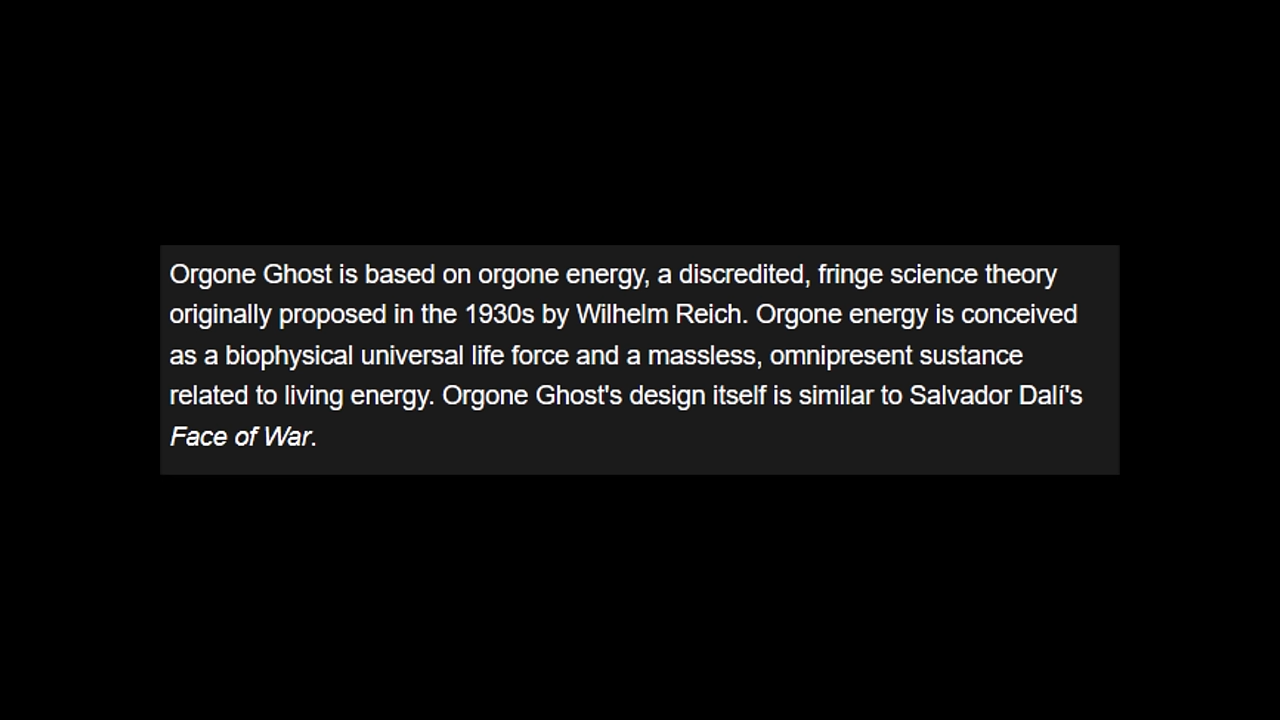 Orgone Ghost is based on orgone energy, a discredited, fringe science theory
originally proposed in the 1930s by Wilhelm Reich. Orgone energy is conceived
as a biophysical universal life force and a massless, omnipresent sustance
related to living energy. Orgone Ghost's design itself is similar to Salvador Dalí's
Face of War.